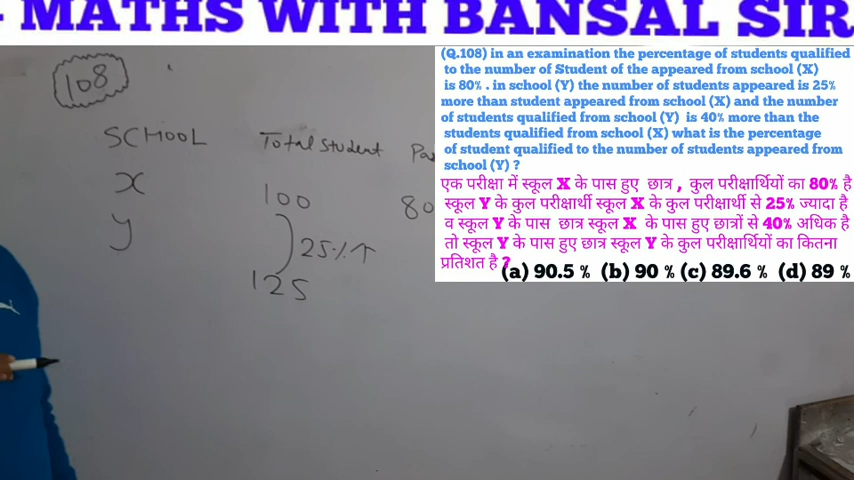 - MATHS WITH BANSAL SIR
(Q.108) in an examination the percentage of students qualified
to the number of Student of the appeared from school (X)
is 80% . in school (Y) the number of students appeared is 25%
more than student appeared from school (X) and the number
of students qualified from school (Y) is 40% more than the
students qualified from school (X) what is the percentage
of student qualified to the number of students appeared from
school (Y) ?
एक परीक्षा में स्कूल X के पास हुए छात्र , कुल परीक्षार्थियों का 80% है
स्कूल Y के कुल परीक्षार्थी स्कूल X के कुल परीक्षार्थी से 25% ज्यादा है
व स्कूल Y के पास छात्र स्कूल X के पास हुए छात्रों से 40% अधिक है
तो स्कूल Y के पास हुए छात्र स्कूल Y के कुल परीक्षार्थियों का कितना
प्रतिशत है ?
(a) 90.5 % (b) 90 % (c) 89.6 % (d) 89 %
108
SCHOOL Total Student Pa
X 100 80
Y 25% ↑
125